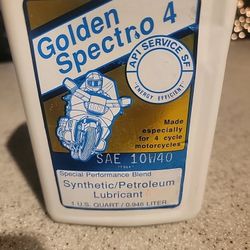 Golden
Spectro 4
API SERVICE SF
ENERGY EFFICIENT
Made
especially
for 4 cycle
motorcycles
SAE 10W40
Special Performance Blend
Synthetic/Petroleum
Lubricant
1 U.S. QUART / 0.946 LITER